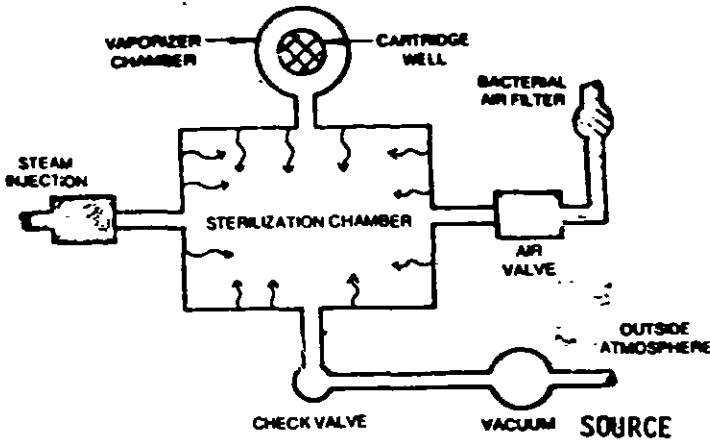 VAPORIZER
CHAMBER
CARTRIDGE
WELL
BACTERIAL
AIR FILTER
STEAM
INJECTION
STERILIZATION CHAMBER
AIR
VALVE
OUTSIDE
ATMOSPHERE
CHECK VALVE
VACUUM SOURCE